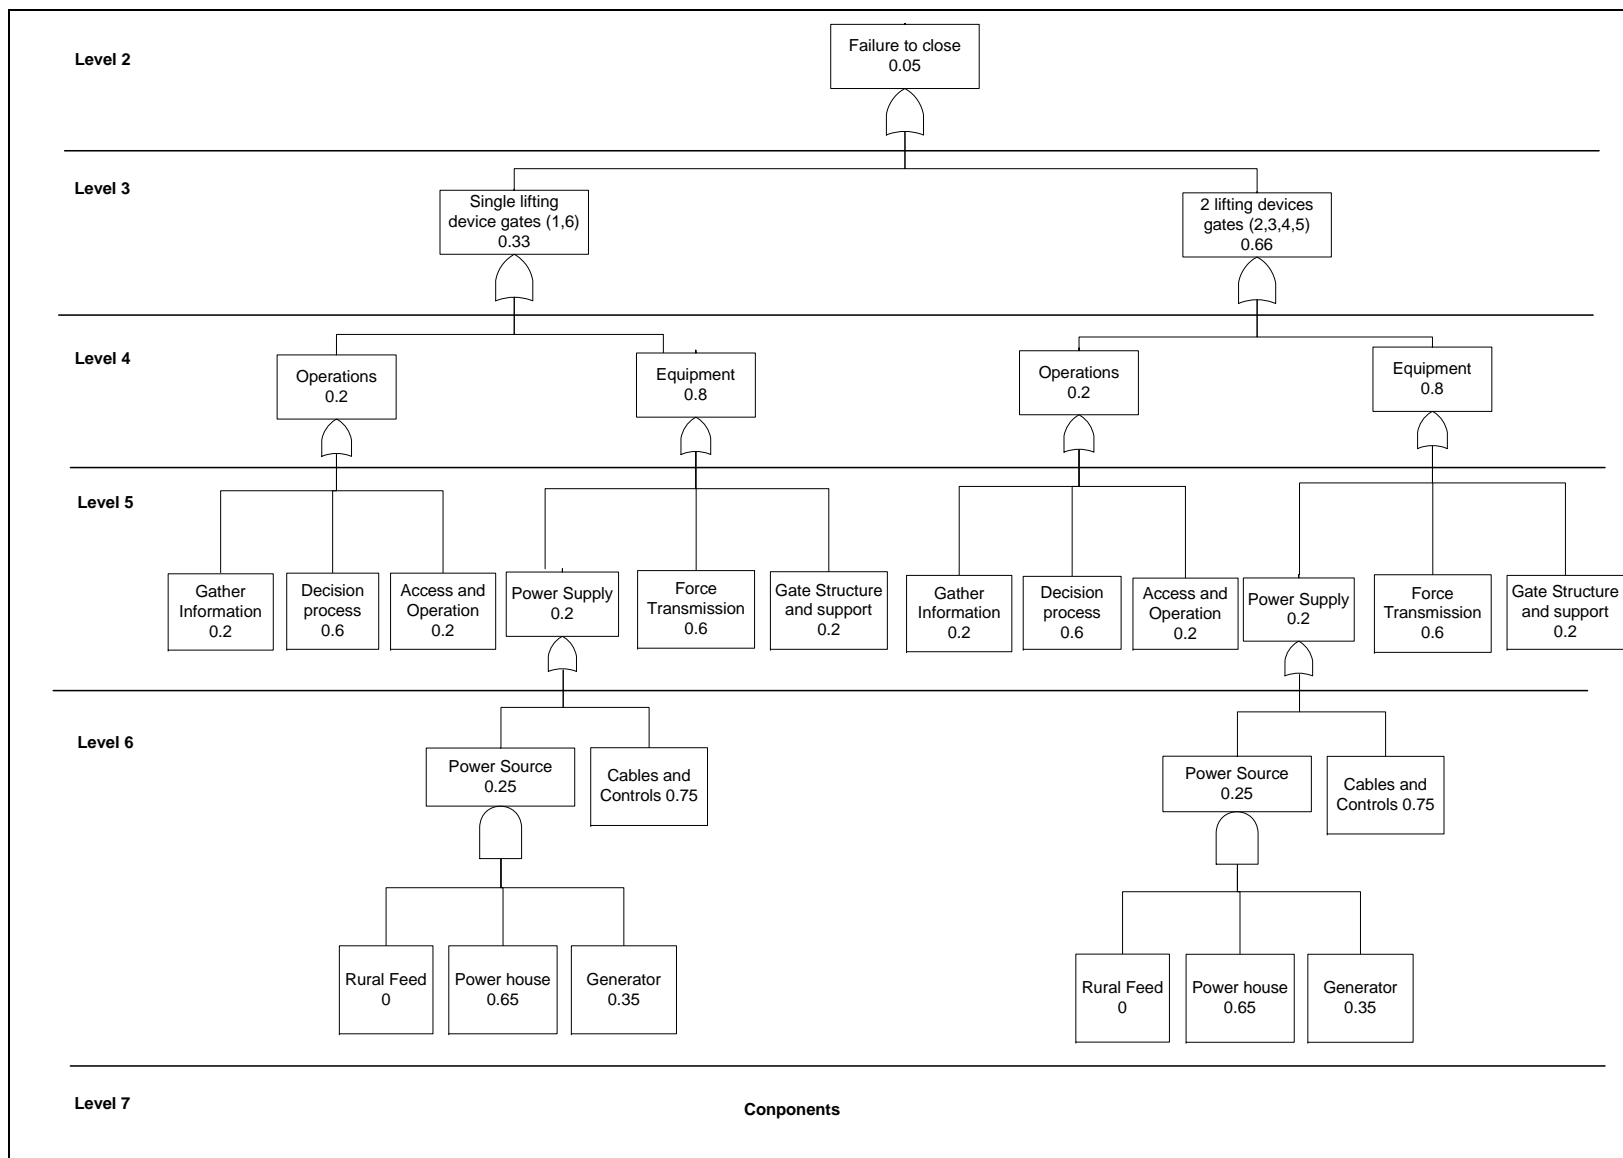 Level 2
Failure to close
0.05
Level 3
Single lifting
device gates (1,6)
0.33
2 lifting devices
gates (2,3,4,5)
0.66
Level 4
Operations
0.2
Equipment
0.8
Operations
0.2
Equipment
0.8
Level 5
Gather
Information
0.2
Decision
process
0.6
Access and
Operation
0.2
Power Supply
0.2
Force
Transmission
0.6
Gate Structure
and support
0.2
Gather
Information
0.2
Decision
process
0.6
Access and
Operation
0.2
Power Supply
0.2
Force
Transmission
0.6
Gate Structure
and support
0.2
Level 6
Power Source
0.25
Cables and
Controls 0.75
Power Source
0.25
Cables and
Controls 0.75
Rural Feed
0
Power house
0.65
Generator
0.35
Rural Feed
0
Power house
0.65
Generator
0.35
Level 7
Conponents